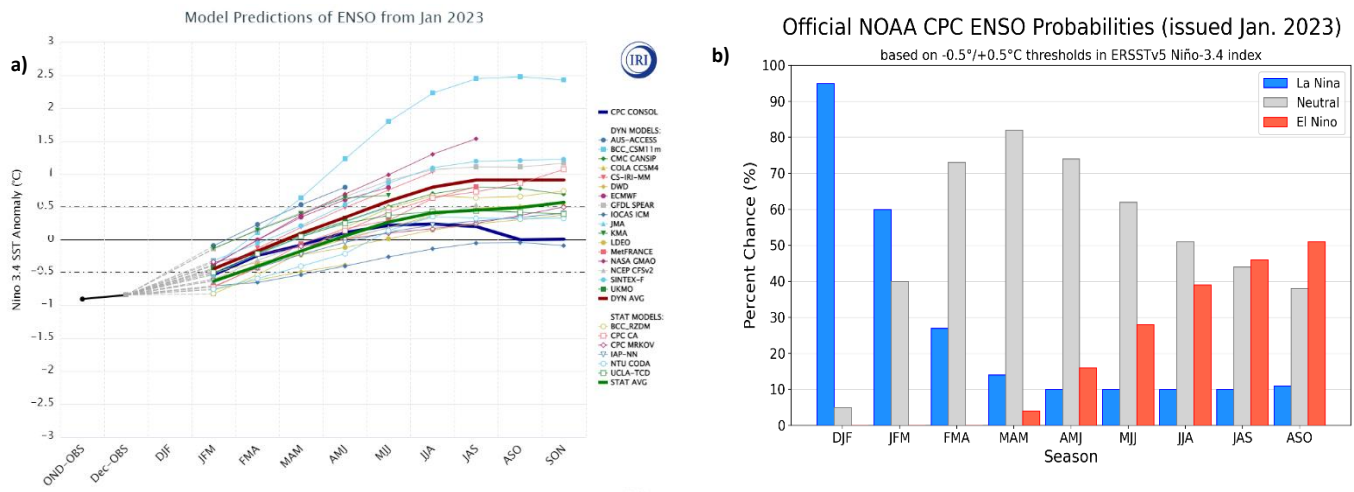 Model Predictions of ENSO from Jan 2023
a)
IRI
Nino 3.4 SST Anomaly (°C)
3
2.5
2
1.5
1
0.5
0
-0.5
-1
-1.5
-2
-2.5
-3
OND-OBS
Dec-OBS
DJF
JFM
FMA
MAM
AMJ
MJJ
JJA
JAS
ASO
SON
CPC CONSOL
DYN MODELS:
AUS-ACCESS
BCC_CSM11m
CMC CANSIP
COLA CCSM4
CS-IRI-MM
DWD
ECMWF
GFDL SPEAR
IOCAS ICM
JMA
KMA
LDEO
MetFRANCE
NASA GMAO
NCEP CFSv2
SINTEX-F
UKMO
DYN AVG
STAT MODELS:
BCC_RZDM
CPC CA
CPC MRKOV
IAP-NN
NTU CODA
UCLA-TCD
STAT AVG
Official NOAA CPC ENSO Probabilities (issued Jan. 2023)
b)
based on -0.5°/+0.5°C thresholds in ERSSTv5 Niño-3.4 index
Percent Chance (%)
100
90
80
70
60
50
40
30
20
10
0
La Nina
Neutral
El Nino
DJF
JFM
FMA
MAM
AMJ
MJJ
JJA
JAS
ASO
Season